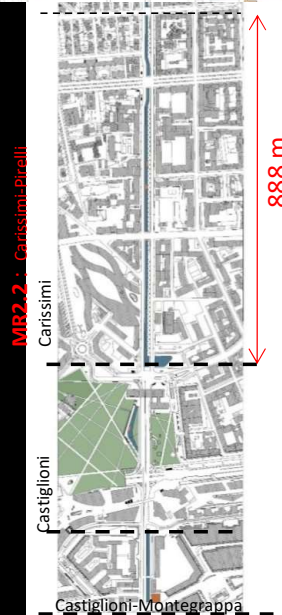 MR2.2 : Carissimi-Pirelli
Carissimi
888 m
Castiglioni
Castiglioni-Montegrappa